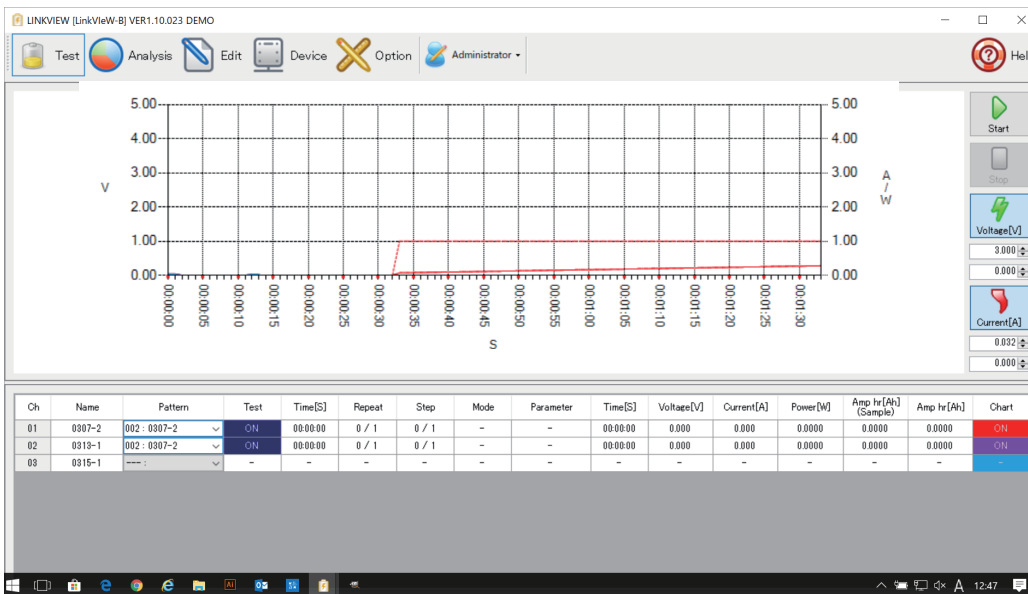 LINKVIEW [LinkVIeW-B] VER1.10.023 DEMO
Test Analysis Edit Device Option Administrator Hel
5.00 5.00
4.00 4.00
3.00 3.00
V A/W
2.00 2.00
1.00 1.00
0.00 0.00
00:00:00 00:00:05 00:00:10 00:00:15 00:00:20 00:00:25 00:00:30 00:00:35 00:00:40 00:00:45 00:00:50 00:00:55 00:01:00 00:01:05 00:01:10 00:01:15 00:01:20 00:01:25 00:01:30
S
Start
Stop
Voltage[V]
3.000
0.000
Current[A]
0.032
0.000
Ch Name Pattern Test Time[S] Repeat Step Mode Parameter Time[S] Voltage[V] Current[A] Power[W] Amp hr[Ah] (Sample) Amp hr[Ah] Chart
01 0307-2 002 : 0307-2 ON 00:00:00 0 / 1 0 / 1 - - 00:00:00 0.000 0.000 0.0000 0.0000 0.0000 ON
02 0313-1 002 : 0307-2 ON 00:00:00 0 / 1 0 / 1 - - 00:00:00 0.000 0.000 0.0000 0.0000 0.0000 ON
03 0315-1 --- : - - - - - - - - - - - - -
A 12:47